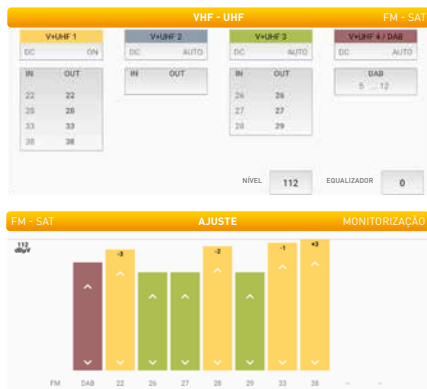 VHF - UHF FM - SAT
V+UHF 1 V+UHF 2 V+UHF 3 V+UHF 4 / DAB
DC ON DC AUTO DC AUTO DC AUTO
IN OUT IN OUT IN OUT DAB
5 ... 12
22 22 26 26
28 28 27 27
33 33 28 29
38 38
NÍVEL 112 EQUALIZADOR 0
FM - SAT AJUSTE MONITORIZAÇÃO
112
dBµV
-3 -2 -1 +3
FM DAB 22 26 27 28 29 33 38 -- --